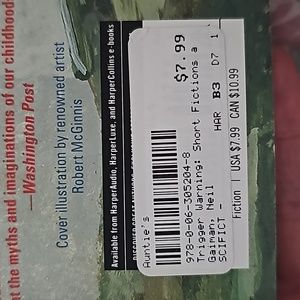 t the myths and imaginations of our childhood
—Washington Post
Cover illustration by renowned artist
Robert McGinnis
Available from HarperAudio, HarperLuxe, and HarperCollins e-books
Auntie's
$7.99
978-0-06-305204-8
Trigger Warning: Short Fictions a
Gaiman, Neil
HAR B3 D7 1
SCIFICT -
Fiction USA $7.99 CAN $10.99